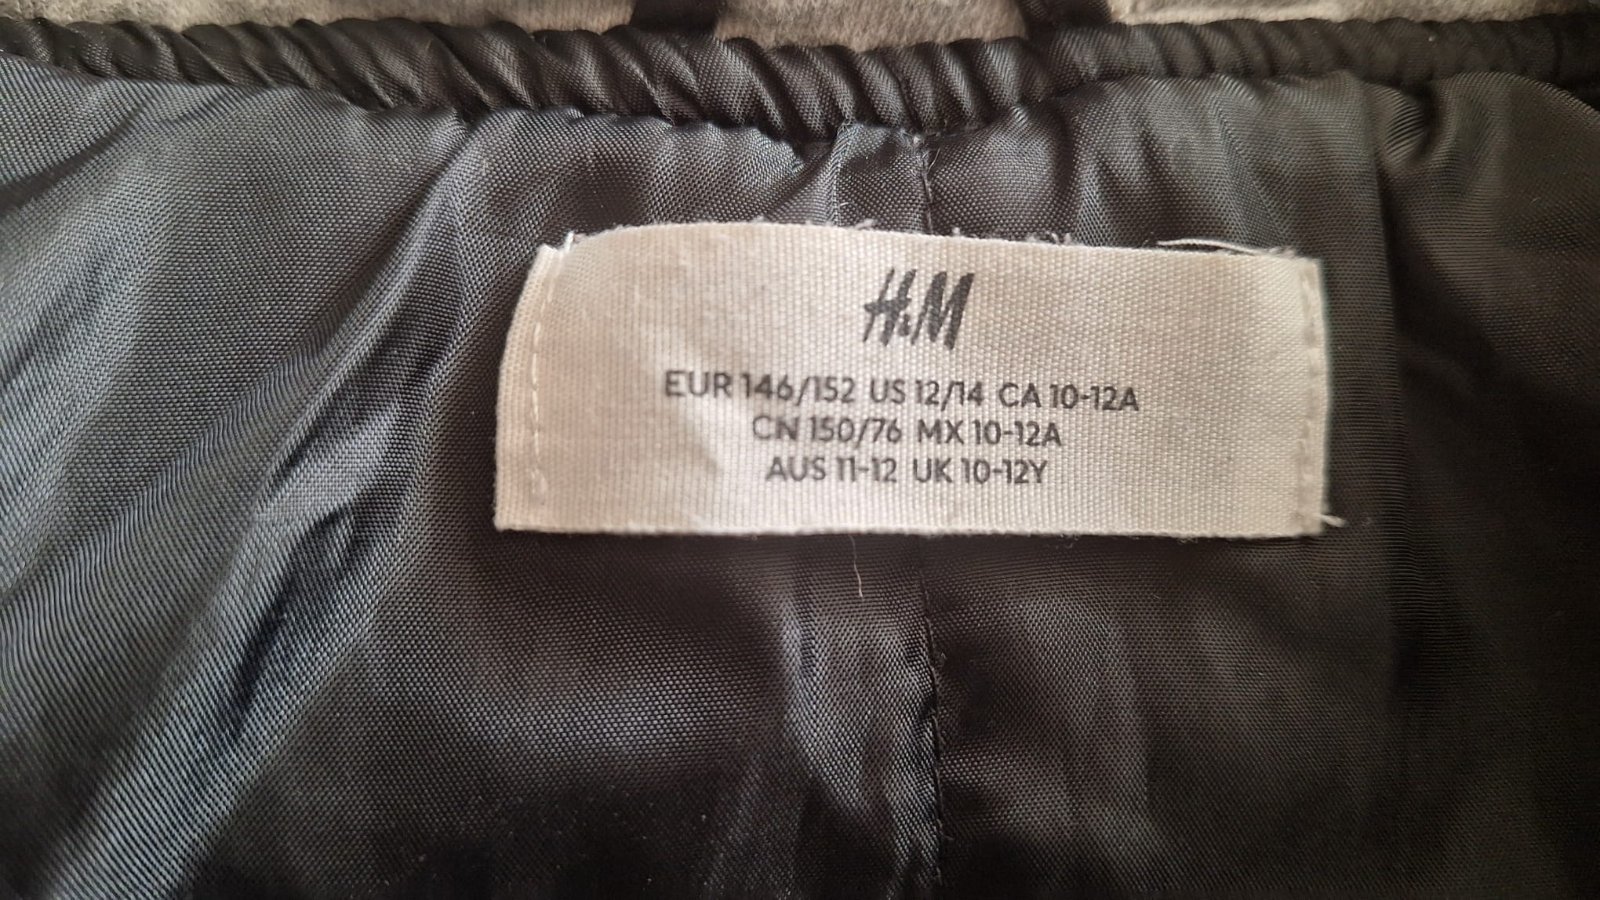 H&M
EUR 146/152 US 12/14 CA 10-12A
CN 150/76 MX 10-12A
AUS 11-12 UK 10-12Y